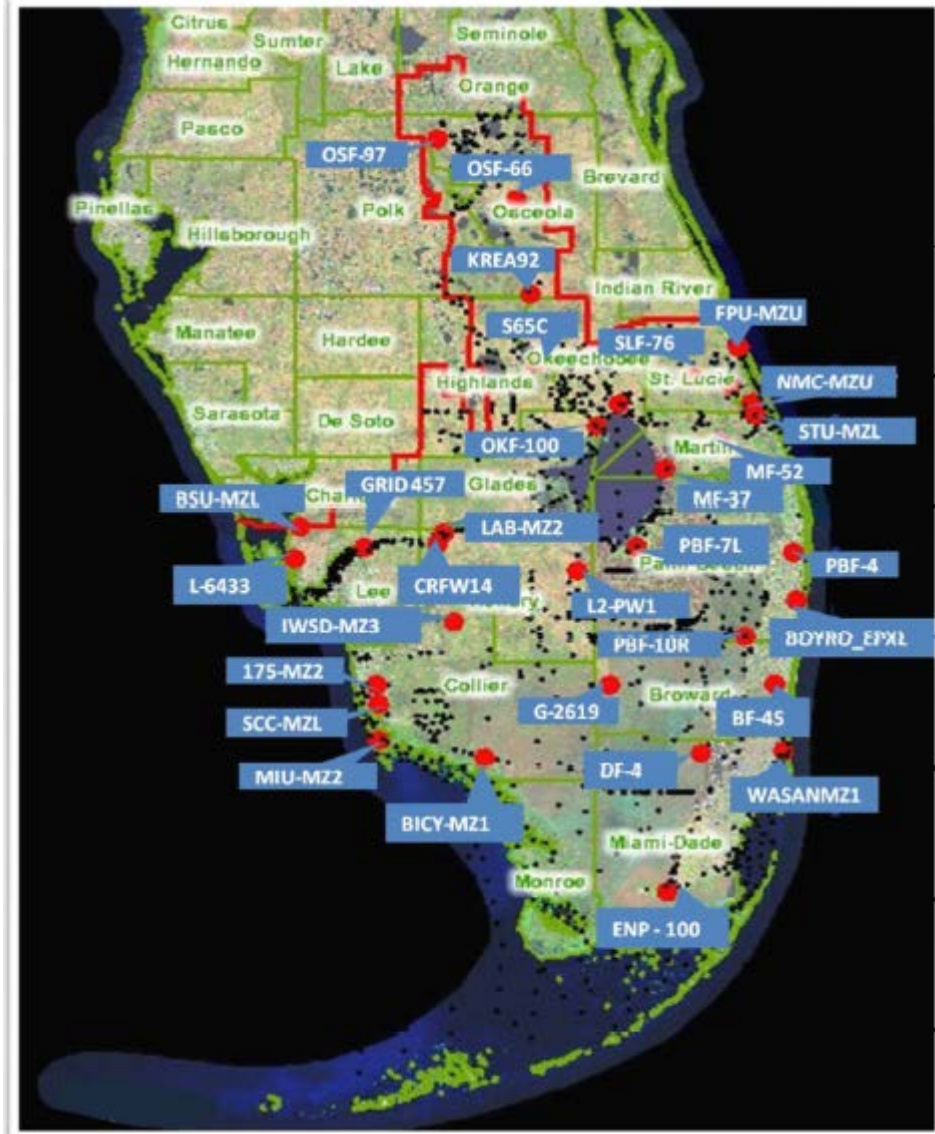 Citrus
Sumter
Seminole
Hernando
Lake
Orange
Pasco
OSF-97
OSF-66
Brevard
Pinellas
Polk
Osceola
Hillsborough
KREA92
Indian River
FPU-MZU
Manatee
Hardee
S65C
SLF-76
Okeechobee
Highlands
St. Lucie
NMC-MZU
Sarasota
De Soto
STU-MZL
OKF-100
Martin
MF-52
GRID 457
Glades
MF-37
BSU-MZL
Char
LAB-MZ2
PBF-7L
PBF-4
L-6433
Lee
CRFW14
L2-PW1
IWSD-MZ3
PBF-10R
BOYRO_EPXL
175-MZ2
Collier
G-2619
Broward
BF-4S
SCC-MZL
MIU-MZ2
DF-4
WASANMZ1
BICY-MZ1
Miami-Dade
Monroe
ENP - 100